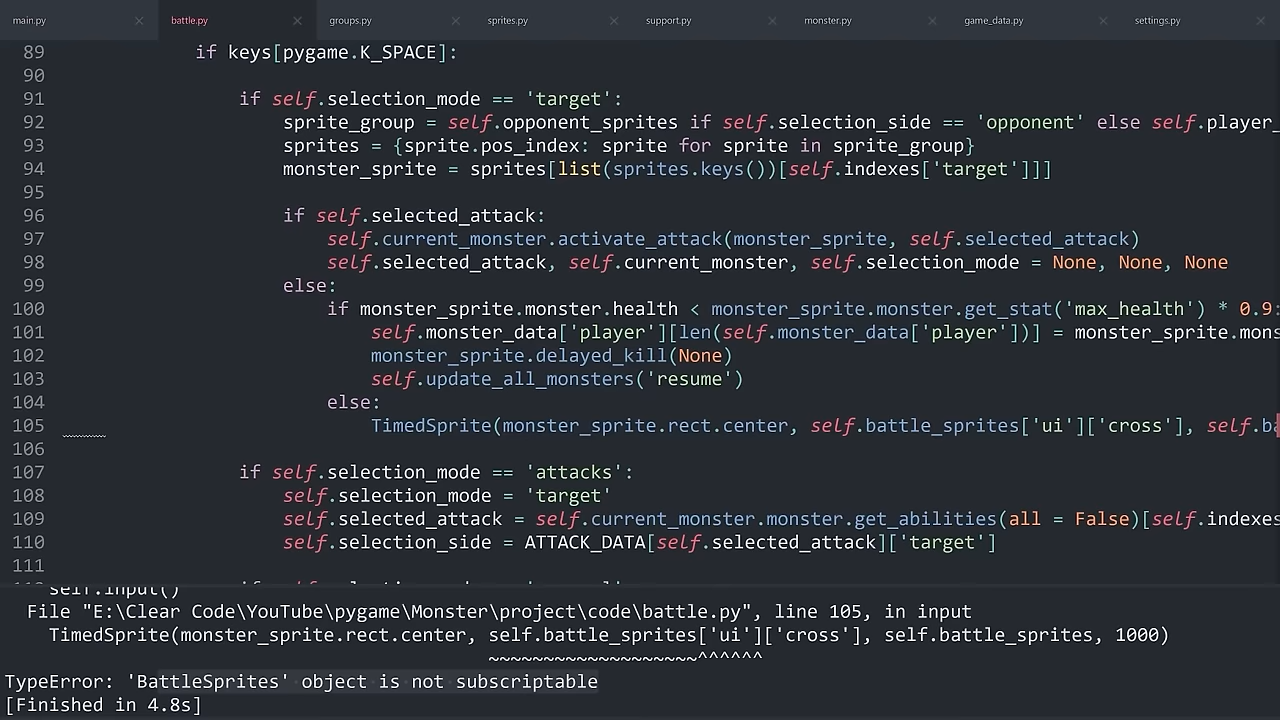 main.py battle.py groups.py sprites.py support.py monster.py game_data.py settings.py
89 if keys[pygame.K_SPACE]:
90
91 if self.selection_mode == 'target':
92 sprite_group = self.opponent_sprites if self.selection_side == 'opponent' else self.player_
93 sprites = {sprite.pos_index: sprite for sprite in sprite_group}
94 monster_sprite = sprites[list(sprites.keys())[self.indexes['target']]]
95
96 if self.selected_attack:
97 self.current_monster.activate_attack(monster_sprite, self.selected_attack)
98 self.selected_attack, self.current_monster, self.selection_mode = None, None, None
99 else:
100 if monster_sprite.monster.health < monster_sprite.monster.get_stat('max_health') * 0.9:
101 self.monster_data['player'][len(self.monster_data['player'])] = monster_sprite.mons
102 monster_sprite.delayed_kill(None)
103 self.update_all_monsters('resume')
104 else:
105 TimedSprite(monster_sprite.rect.center, self.battle_sprites['ui']['cross'], self.ba
106
107 if self.selection_mode == 'attacks':
108 self.selection_mode = 'target'
109 self.selected_attack = self.current_monster.monster.get_abilities(all = False)[self.indexes
110 self.selection_side = ATTACK_DATA[self.selected_attack]['target']
111
self.input()
File "E:\Clear Code\YouTube\pygame\Monster\project\code\battle.py", line 105, in input
TimedSprite(monster_sprite.rect.center, self.battle_sprites['ui']['cross'], self.battle_sprites, 1000)
~~~~~~~~~~~~~~~~~~~^^^^^^
TypeError: 'BattleSprites' object is not subscriptable
[Finished in 4.8s]